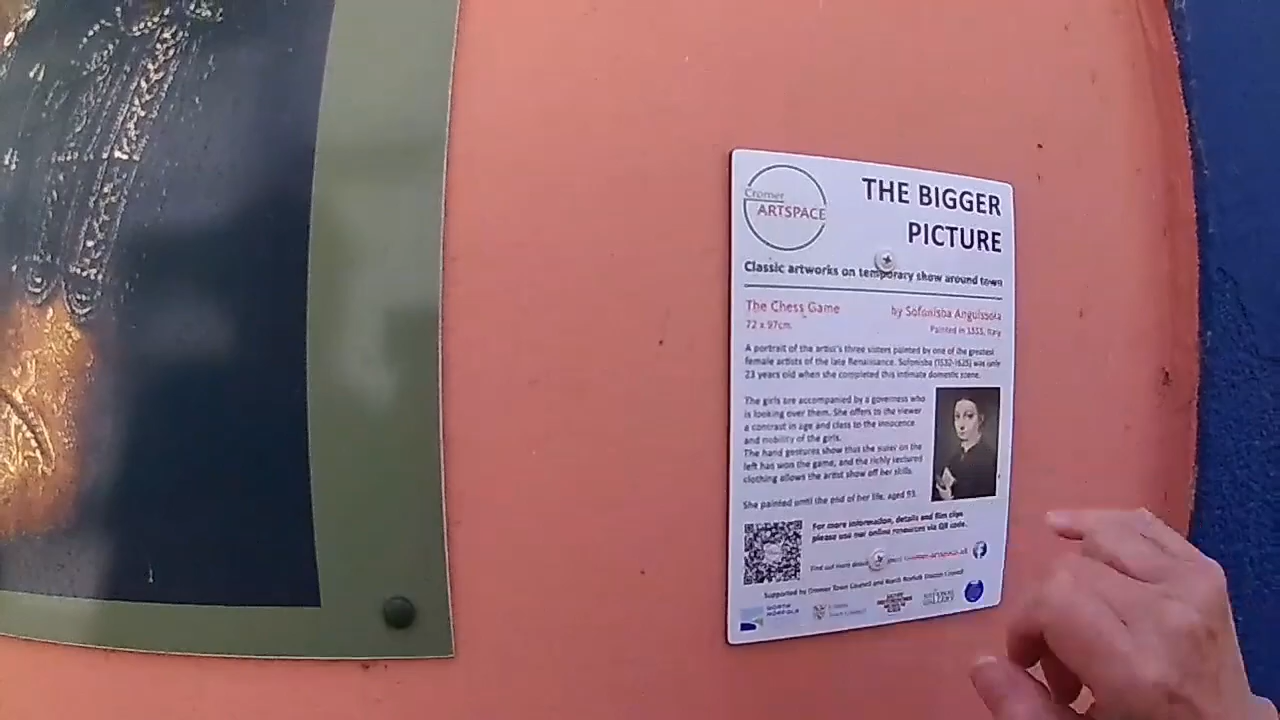 Cromer
ARTSPACE
THE BIGGER
PICTURE
Classic artworks on temporary show around town
The Chess Game
by Sofonisba Anguissola
72 x 97cm
Painted in 1555, Italy
A portrait of the artist's three sisters painted by one of the greatest
female artists of the late Renaissance. Sofonisba (1532-1625) was only
23 years old when she completed this intimate domestic scene.
The girls are accompanied by a governess who
is looking over them. She offers to the viewer
a contrast in age and class to the innocence
and nobility of the girls.
The hand gestures show that the sister on the
left has won the game, and the richly textured
clothing allows the artist show off her skills.
She painted until the end of her life, aged 93.
For more information, details and film clips
please use our online resources via QR code.
Find out more about
Supported by Cromer Town Council and North Norfolk District Council
NORTH
NORFOLK